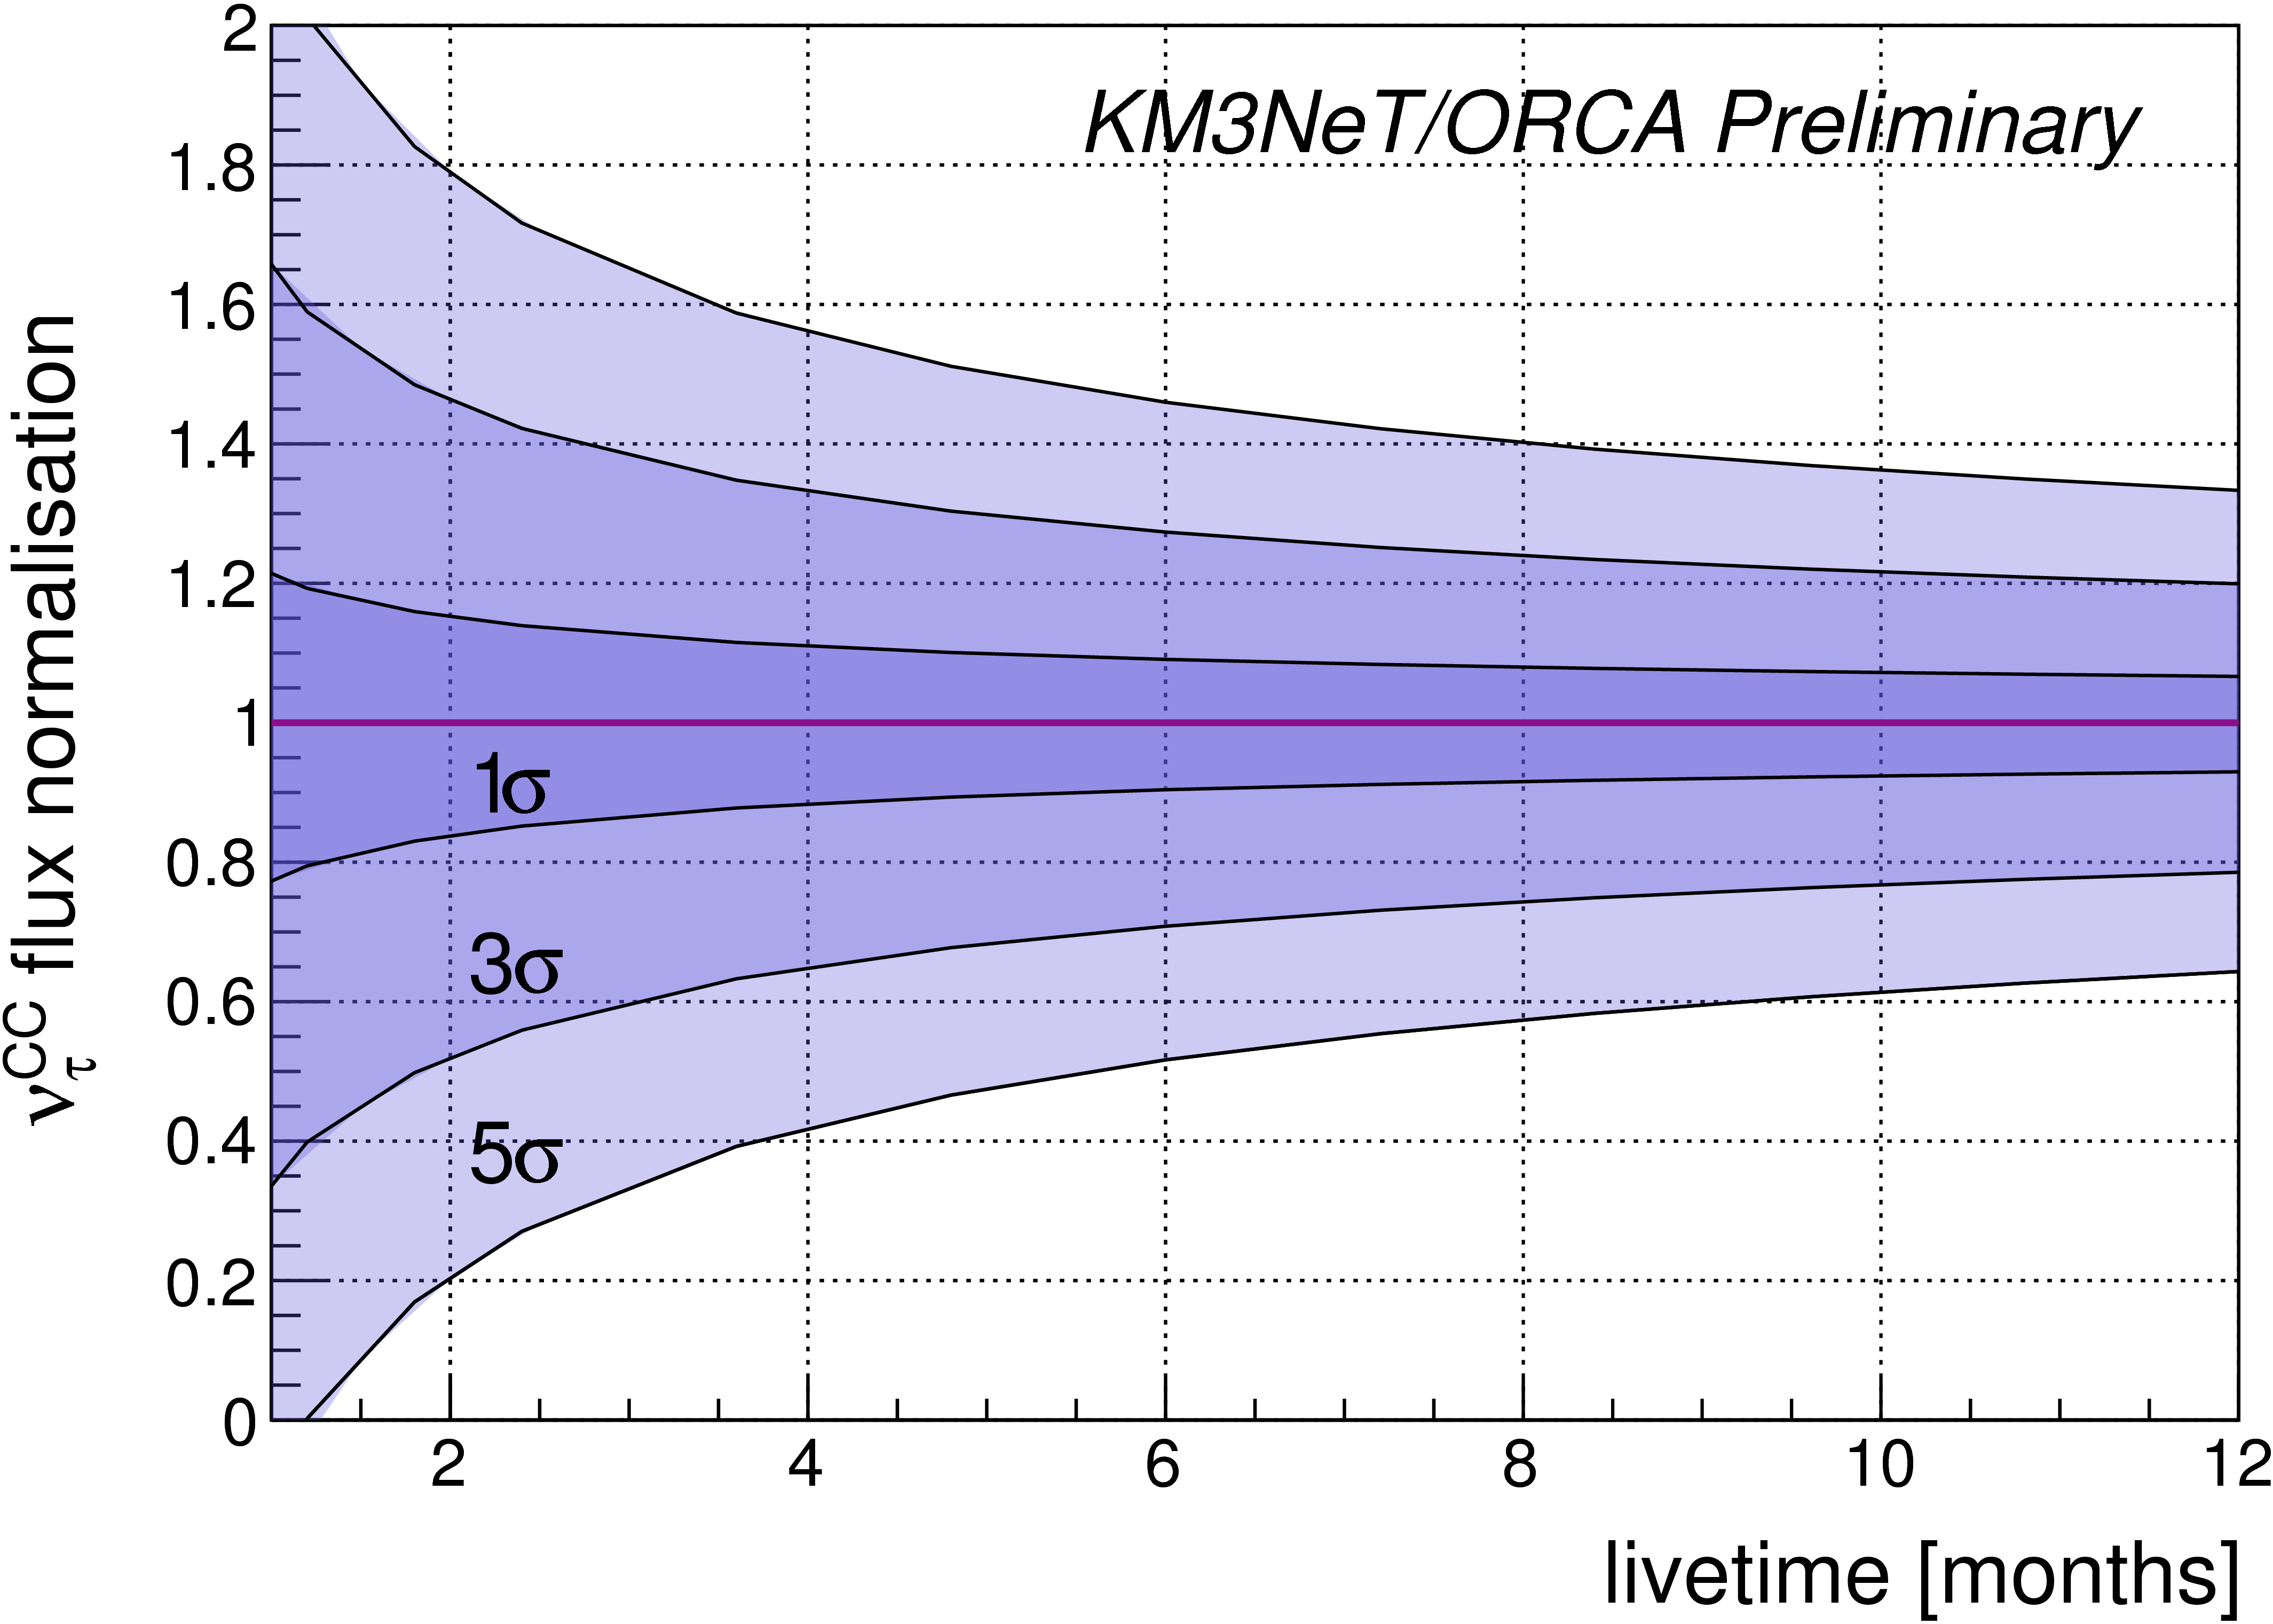 KM3NeT/ORCA Preliminary
ν_τ^CC flux normalisation
2
1.8
1.6
1.4
1.2
1
0.8
0.6
0.4
0.2
0
1σ
3σ
5σ
2 4 6 8 10 12
livetime [months]